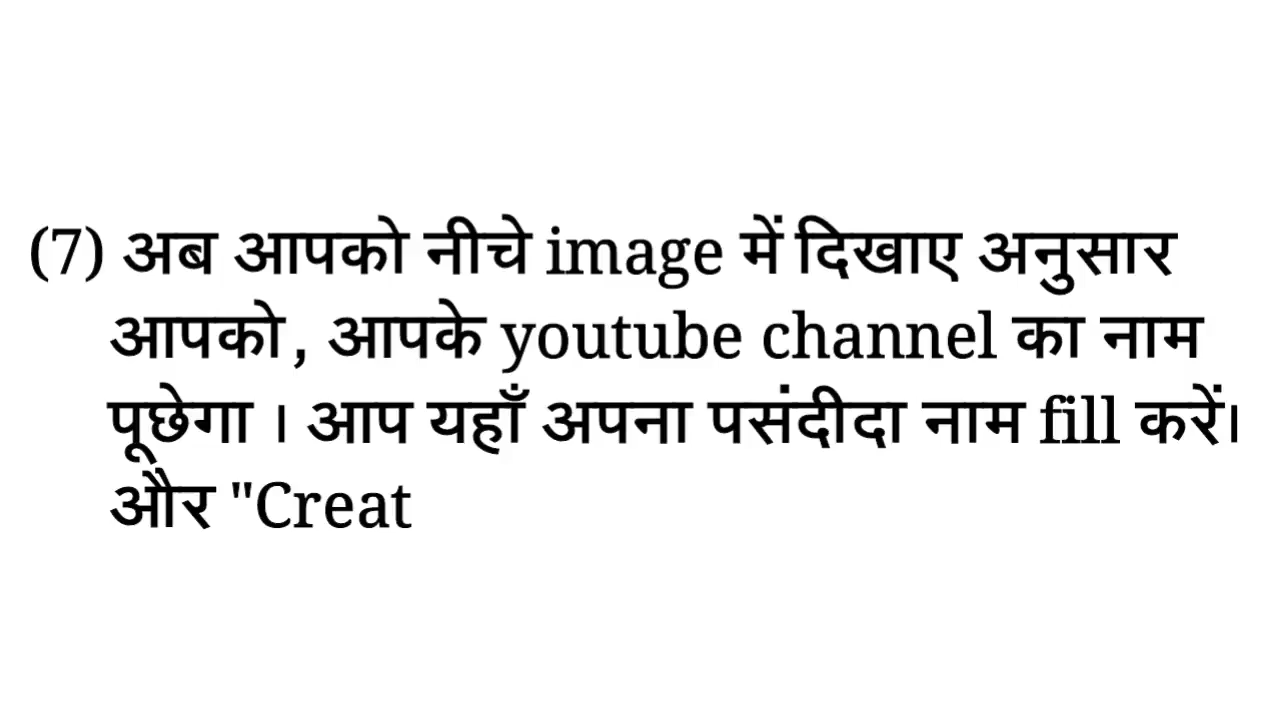 (7) अब आपको नीचे image में दिखाए अनुसार
आपको, आपके youtube channel का नाम
पूछेगा । आप यहाँ अपना पसंदीदा नाम fill करें।
और "Creat